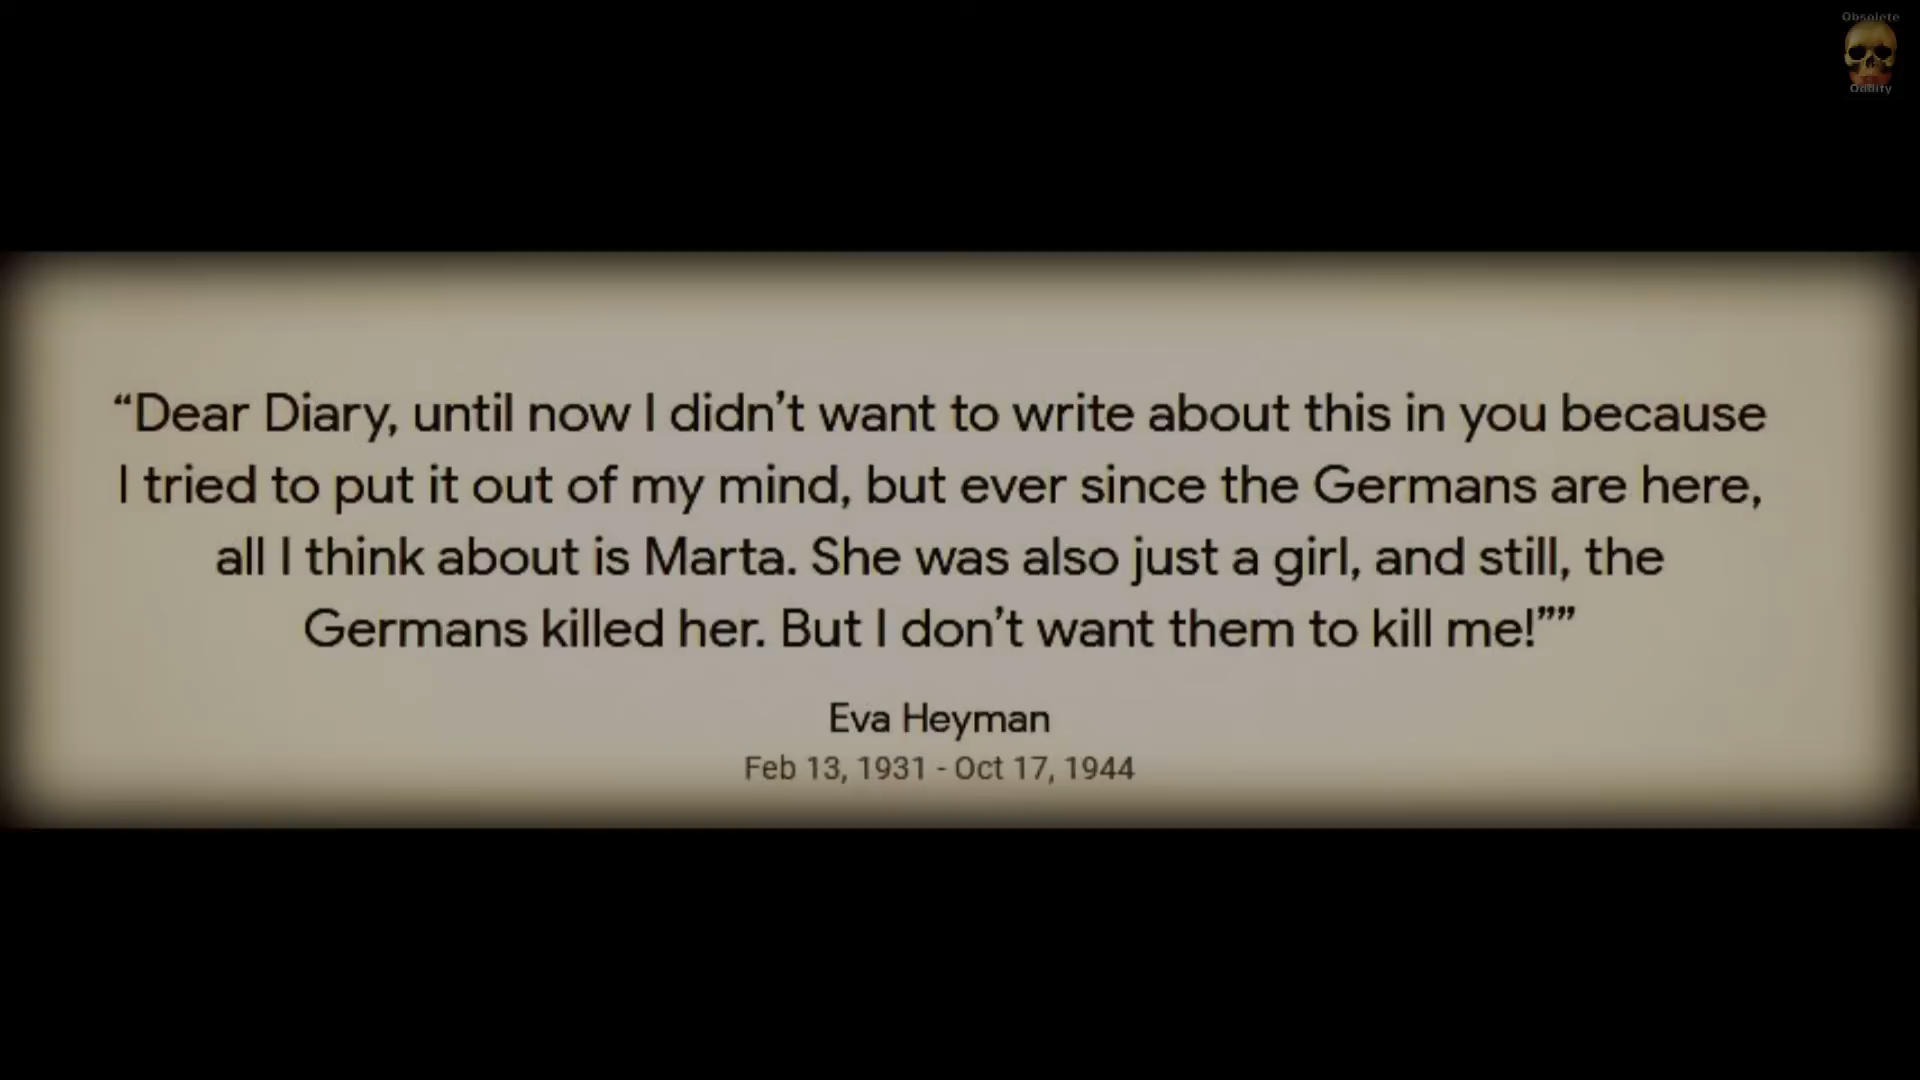 Obsolete
Oddity
“Dear Diary, until now I didn’t want to write about this in you because
I tried to put it out of my mind, but ever since the Germans are here,
all I think about is Marta. She was also just a girl, and still, the
Germans killed her. But I don’t want them to kill me!””
Eva Heyman
Feb 13, 1931 - Oct 17, 1944